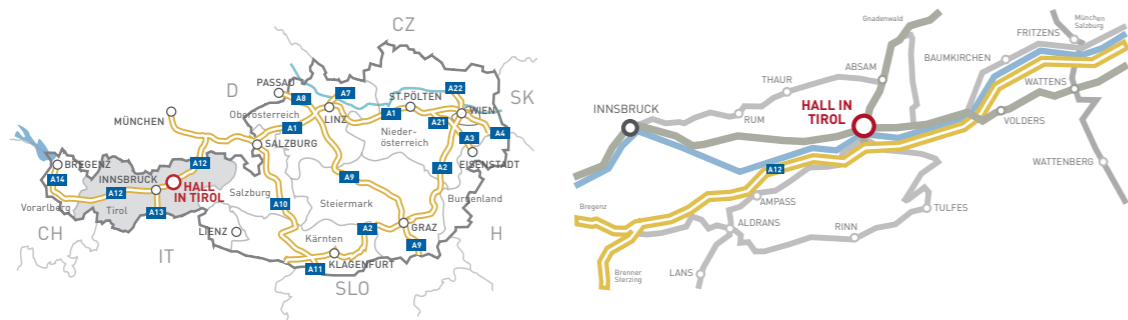 CZ
D
PASSAU
A8
A7
A22
SK
ST.PÖLTEN
WIEN
MÜNCHEN
Oberösterreich
LINZ
A1
A1
A21
Nieder-
österreich
A3
A4
SALZBURG
EISENSTADT
BREGENZ
A12
A2
A14
INNSBRUCK
HALL
IN TIROL
A9
A12
Salzburg
Burgenland
Vorarlberg
Tirol
A13
A10
Steiermark
CH
IT
LIENZ
Kärnten
A2
GRAZ
H
A9
KLAGENFURT
A11
SLO
Gnadenwald
München
Salzburg
FRITZENS
BAUMKIRCHEN
ABSAM
THAUR
WATTENS
INNSBRUCK
HALL IN
TIROL
RUM
VOLDERS
WATTENBERG
A12
AMPASS
Bregenz
TULFES
ALDRANS
RINN
LANS
Brenner
Sterzing